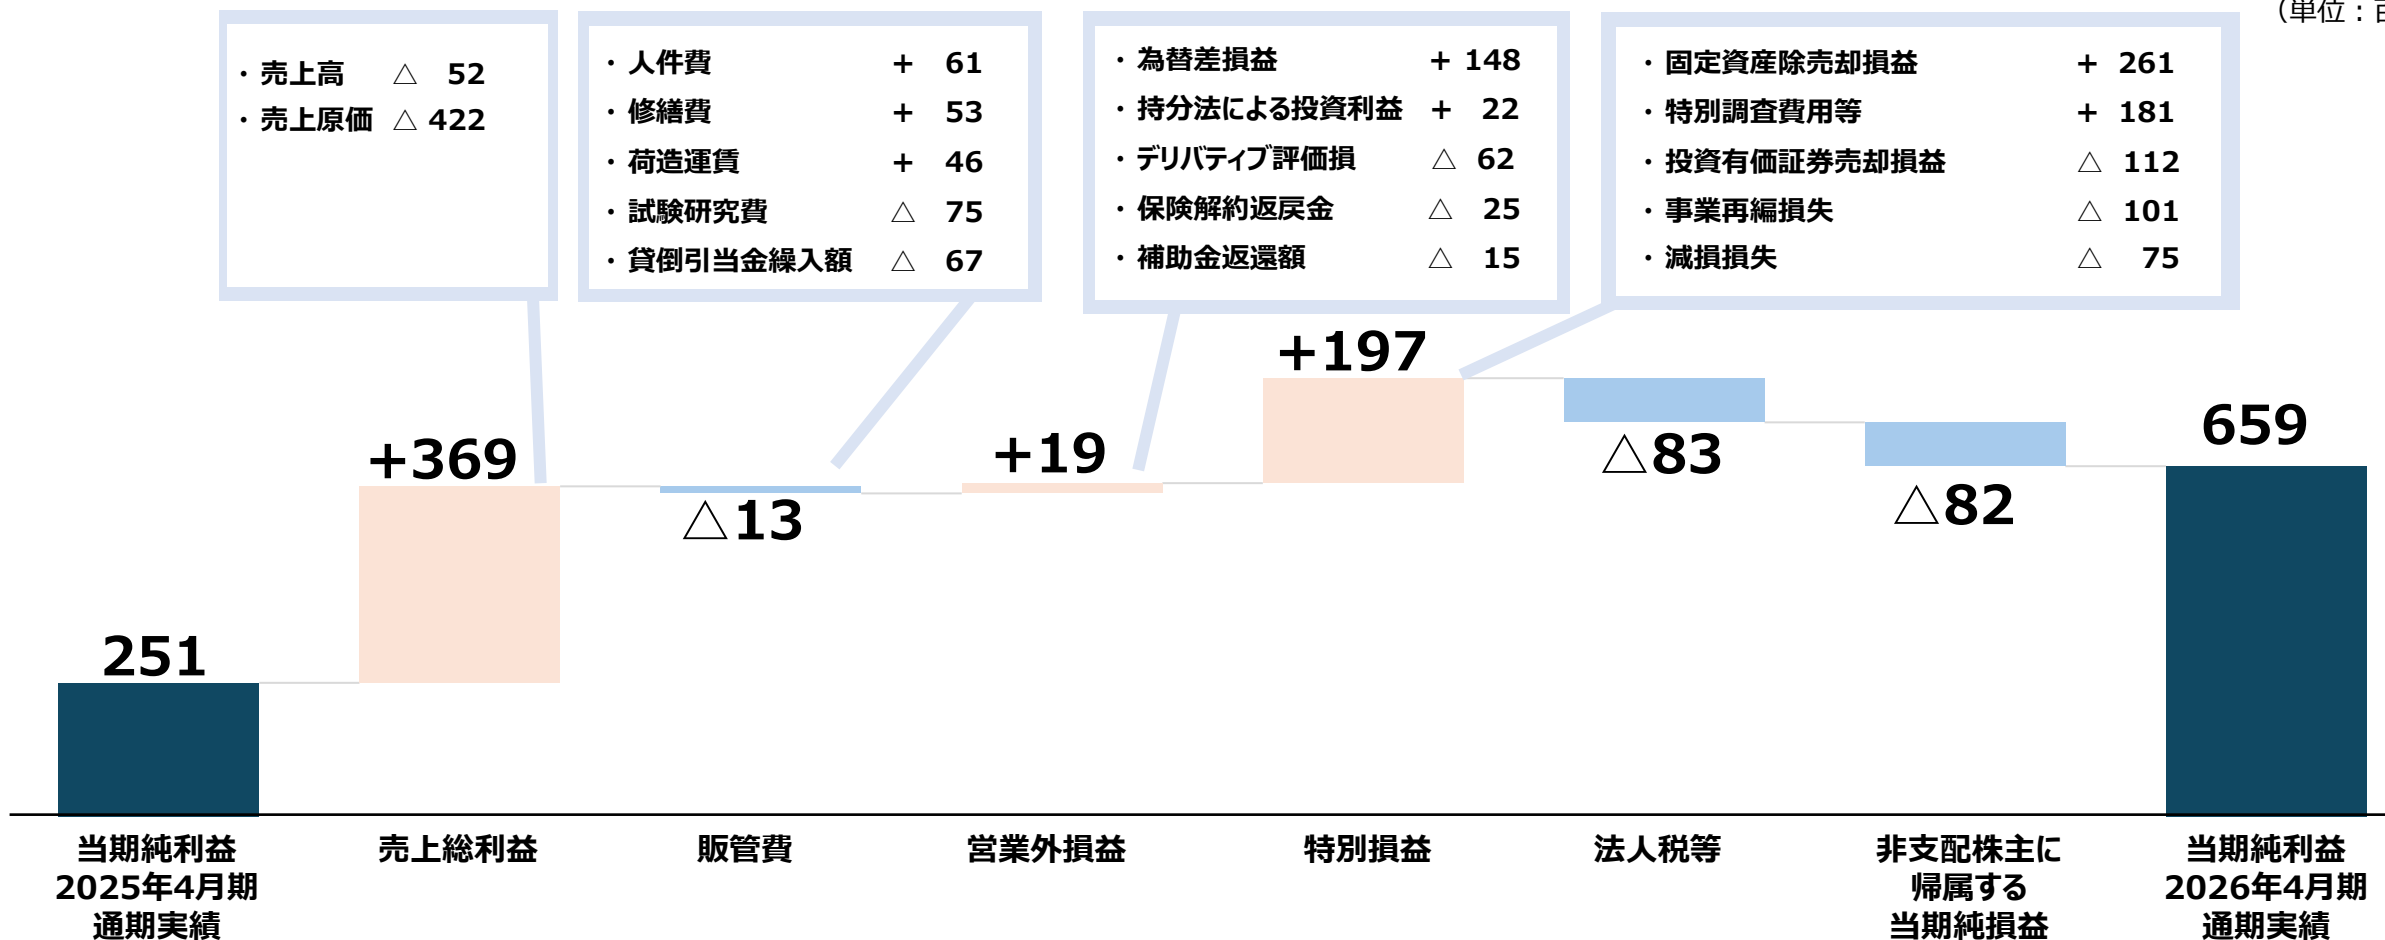 （単位：百
・売上高 △ 52
・売上原価 △ 422
・人件費 + 61
・修繕費 + 53
・荷造運賃 + 46
・試験研究費 △ 75
・貸倒引当金繰入額 △ 67
・為替差損益 + 148
・持分法による投資利益 + 22
・デリバティブ評価損 △ 62
・保険解約返戻金 △ 25
・補助金返還額 △ 15
・固定資産除売却損益 + 261
・特別調査費用等 + 181
・投資有価証券売却損益 △ 112
・事業再編損失 △ 101
・減損損失 △ 75
251
+369
△13
+19
+197
△83
△82
659
当期純利益
2025年4月期
通期実績
売上総利益
販管費
営業外損益
特別損益
法人税等
非支配株主に
帰属する
当期純損益
当期純利益
2026年4月期
通期実績